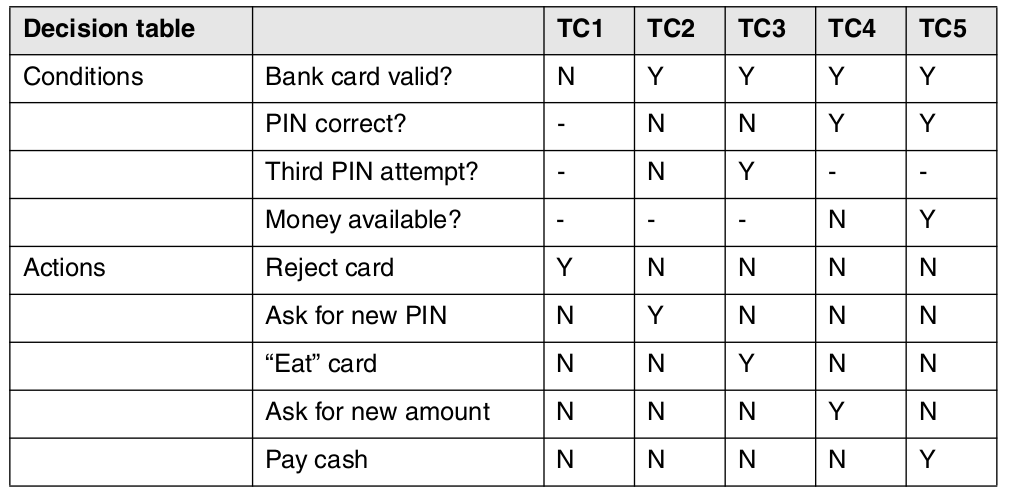 Decision table TC1 TC2 TC3 TC4 TC5
Conditions Bank card valid? N Y Y Y Y
PIN correct? - N N Y Y
Third PIN attempt? - N Y - -
Money available? - - - N Y
Actions Reject card Y N N N N
Ask for new PIN N Y N N N
“Eat” card N N Y N N
Ask for new amount N N N Y N
Pay cash N N N N Y